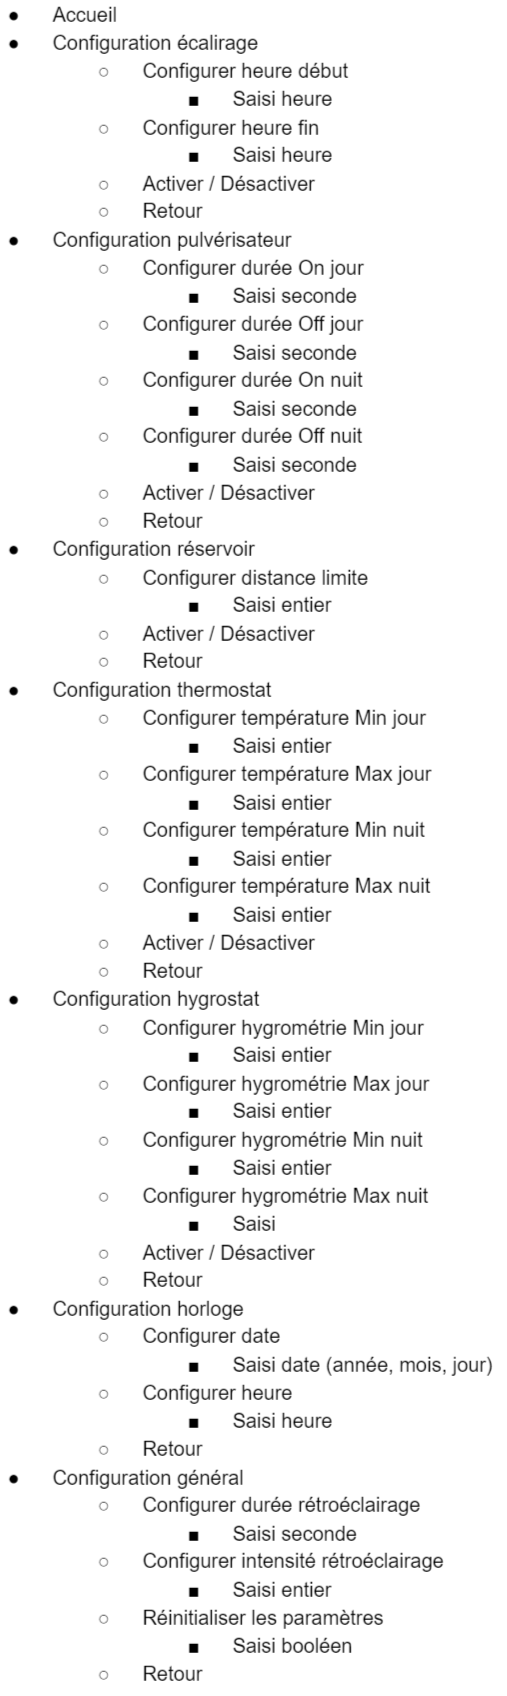 ● Accueil
● Configuration écalirage
○ Configurer heure début
■ Saisi heure
○ Configurer heure fin
■ Saisi heure
○ Activer / Désactiver
○ Retour
● Configuration pulvérisateur
○ Configurer durée On jour
■ Saisi seconde
○ Configurer durée Off jour
■ Saisi seconde
○ Configurer durée On nuit
■ Saisi seconde
○ Configurer durée Off nuit
■ Saisi seconde
○ Activer / Désactiver
○ Retour
● Configuration réservoir
○ Configurer distance limite
■ Saisi entier
○ Activer / Désactiver
○ Retour
● Configuration thermostat
○ Configurer température Min jour
■ Saisi entier
○ Configurer température Max jour
■ Saisi entier
○ Configurer température Min nuit
■ Saisi entier
○ Configurer température Max nuit
■ Saisi entier
○ Activer / Désactiver
○ Retour
● Configuration hygrostat
○ Configurer hygrométrie Min jour
■ Saisi entier
○ Configurer hygrométrie Max jour
■ Saisi entier
○ Configurer hygrométrie Min nuit
■ Saisi entier
○ Configurer hygrométrie Max nuit
■ Saisi
○ Activer / Désactiver
○ Retour
● Configuration horloge
○ Configurer date
■ Saisi date (année, mois, jour)
○ Configurer heure
■ Saisi heure
○ Retour
● Configuration général
○ Configurer durée rétroéclairage
■ Saisi seconde
○ Configurer intensité rétroéclairage
■ Saisi entier
○ Réinitialiser les paramètres
■ Saisi booléen
○ Retour